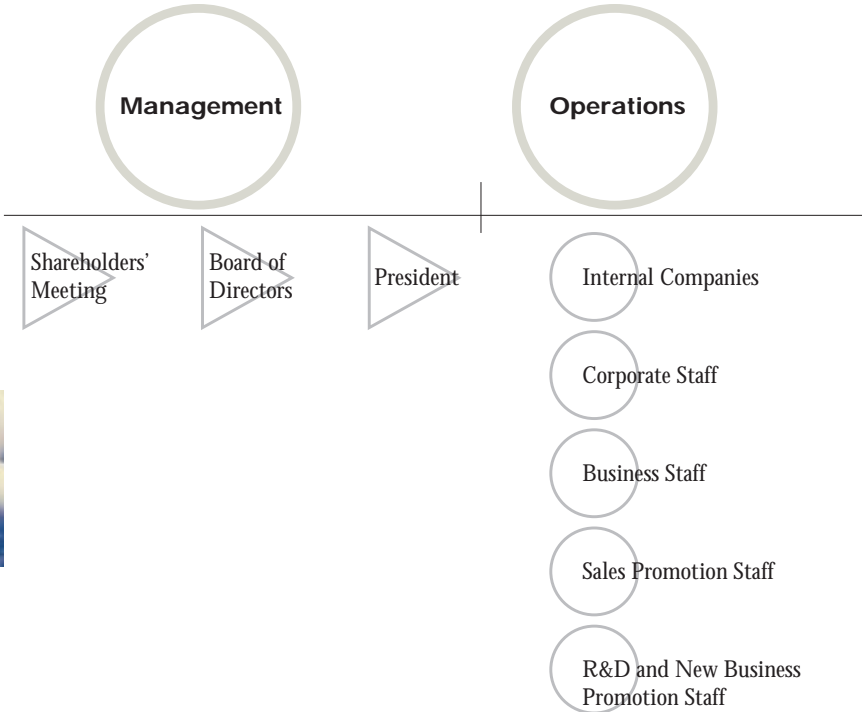 Management
Operations
Shareholders'
Meeting
Board of
Directors
President
Internal Companies
Corporate Staff
Business Staff
Sales Promotion Staff
R&D and New Business
Promotion Staff